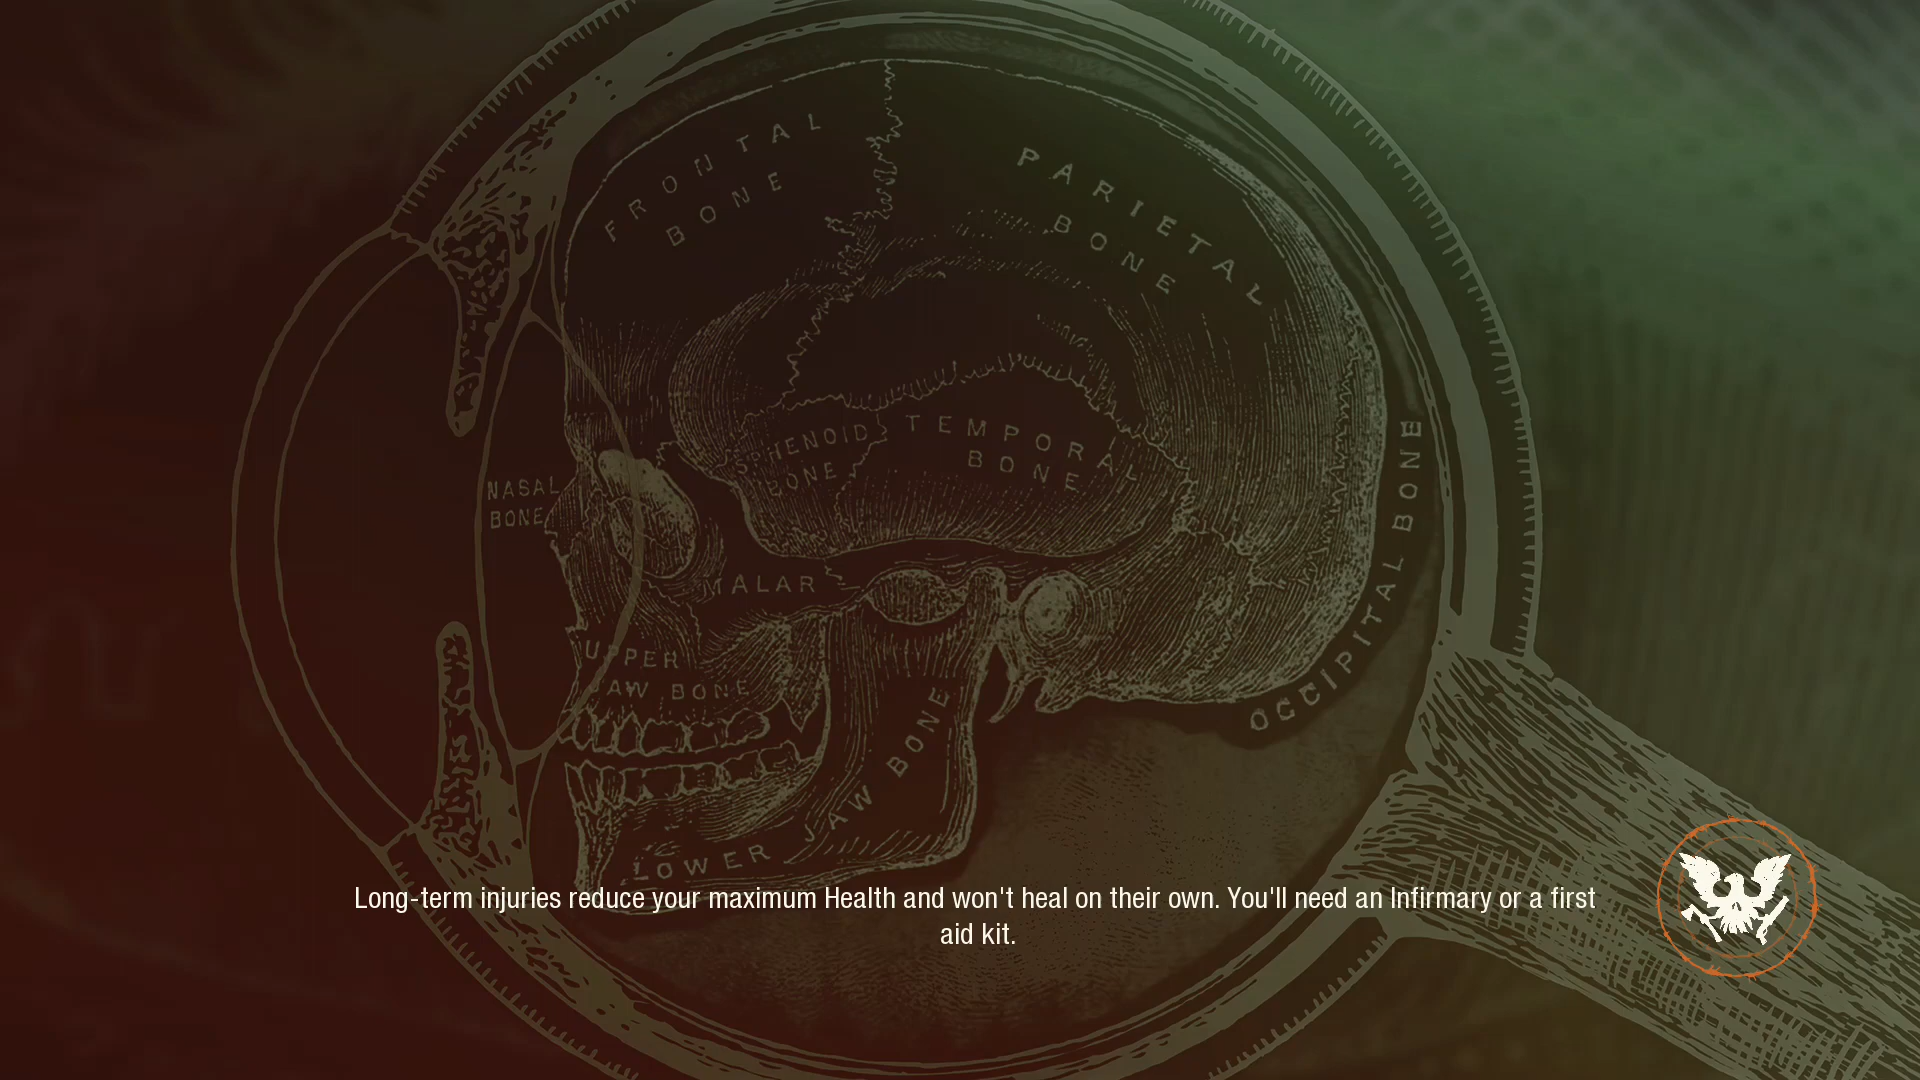 FRONTAL
BONE
PARIETAL
BONE
SPHENOID
BONE
TEMPORAL
BONE
NASAL
BONE
MALAR
UPPER
JAW BONE
OCCIPITAL BONE
LOWER JAW BONE
Long-term injuries reduce your maximum Health and won't heal on their own. You'll need an Infirmary or a first
aid kit.